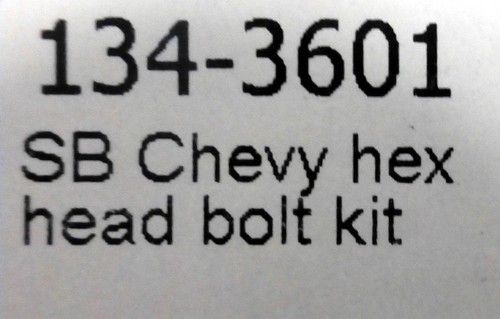 134-3601
SB Chevy hex
head bolt kit